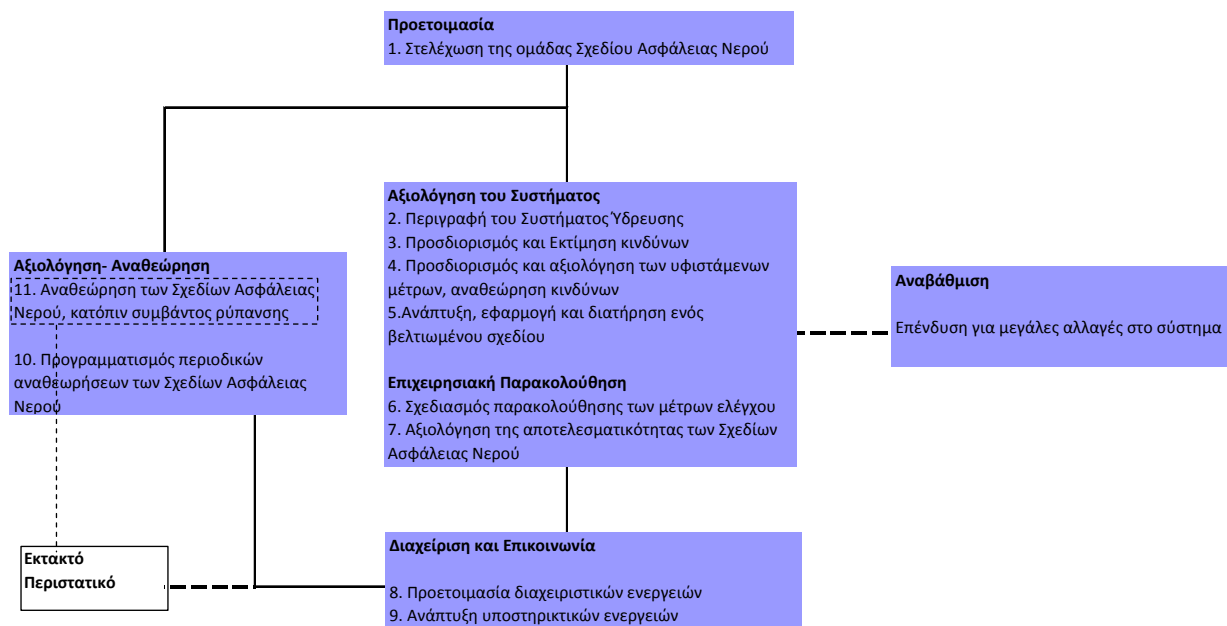 Προετοιμασία
1. Στελέχωση της ομάδας Σχεδίου Ασφάλειας Νερού
Αξιολόγηση του Συστήματος
2. Περιγραφή του Συστήματος Ύδρευσης
3. Προσδιορισμός και Εκτίμηση κινδύνων
4. Προσδιορισμός και αξιολόγηση των υφιστάμενων
μέτρων, αναθεώρηση κινδύνων
5.Ανάπτυξη, εφαρμογή και διατήρηση ενός
βελτιωμένου σχεδίου
Επιχειρησιακή Παρακολούθηση
6. Σχεδιασμός παρακολούθησης των μέτρων ελέγχου
7. Αξιολόγηση της αποτελεσματικότητας των Σχεδίων
Ασφάλειας Νερού
Αξιολόγηση- Αναθεώρηση
11. Αναθεώρηση των Σχεδίων Ασφάλειας
Νερού, κατόπιν συμβάντος ρύπανσης
10. Προγραμματισμός περιοδικών
αναθεωρήσεων των Σχεδίων Ασφάλειας
Νερού
Αναβάθμιση
Επένδυση για μεγάλες αλλαγές στο σύστημα
Εκτακτό
Περιστατικό
Διαχείριση και Επικοινωνία
8. Προετοιμασία διαχειριστικών ενεργειών
9. Ανάπτυξη υποστηρικτικών ενεργειών